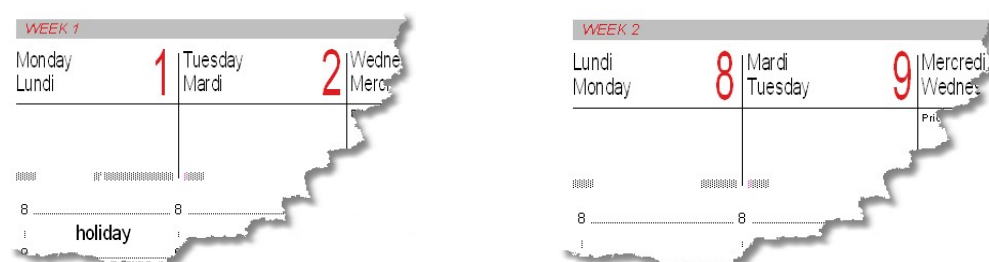 WEEK 1
Monday 1 Tuesday 2
Lundi Mardi
8 8
holiday
WEEK 2
Lundi 8 Mardi 9 Mercredi
Monday Tuesday
8 8